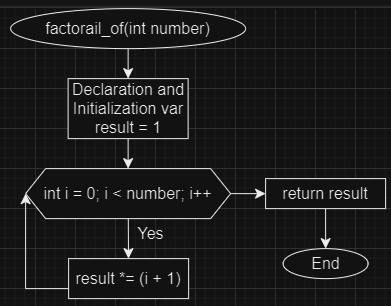 factorail_of(int number)
Declaration and
Initialization var
result = 1
int i = 0; i < number; i++
return result
Yes
result *= (i + 1)
End